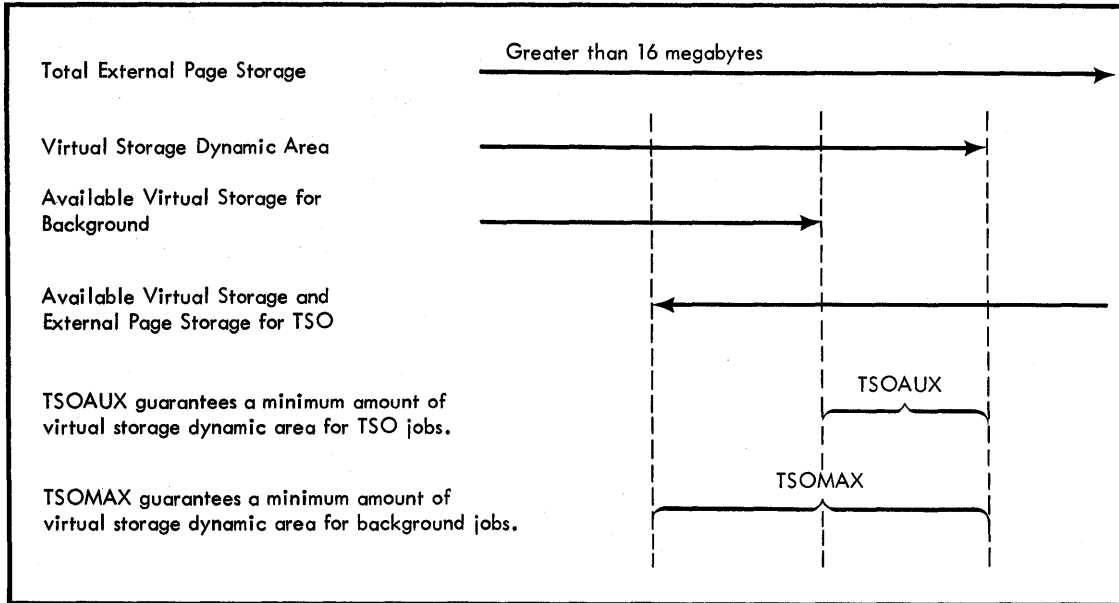 Greater than 16 megabytes
Total External Page Storage
Virtual Storage Dynamic Area
Available Virtual Storage for
Background
Available Virtual Storage and
External Page Storage for TSO
TSOAUX
TSOAUX guarantees a minimum amount of
virtual storage dynamic area for TSO jobs.
TSOMAX
TSOMAX guarantees a minimum amount of
virtual storage dynamic area for background jobs.